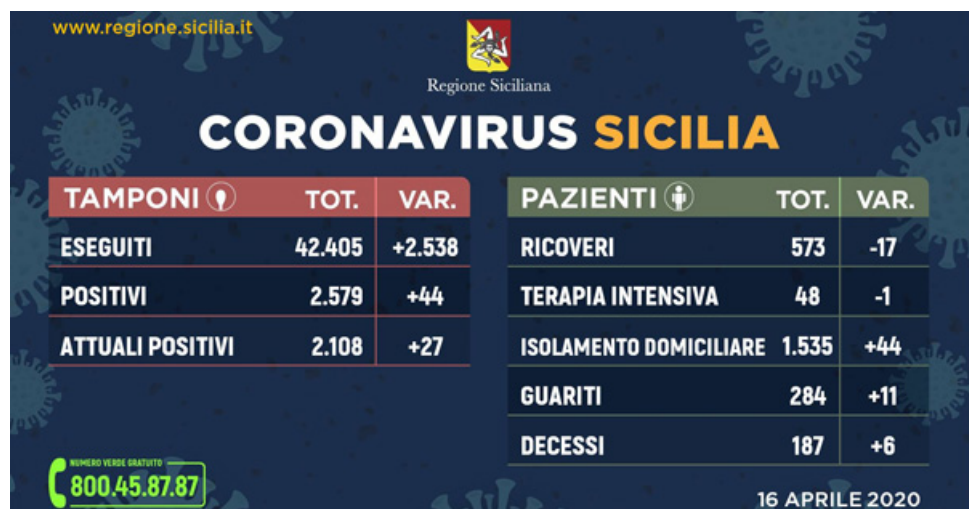 www.regione.sicilia.it
Regione Siciliana
CORONAVIRUS SICILIA
TAMPONI TOT. VAR.
ESEGUITI 42.405 +2.538
POSITIVI 2.579 +44
ATTUALI POSITIVI 2.108 +27
PAZIENTI TOT. VAR.
RICOVERI 573 -17
TERAPIA INTENSIVA 48 -1
ISOLAMENTO DOMICILIARE 1.535 +44
GUARITI 284 +11
DECESSI 187 +6
NUMERO VERDE GRATUITO
800.45.87.87
16 APRILE 2020